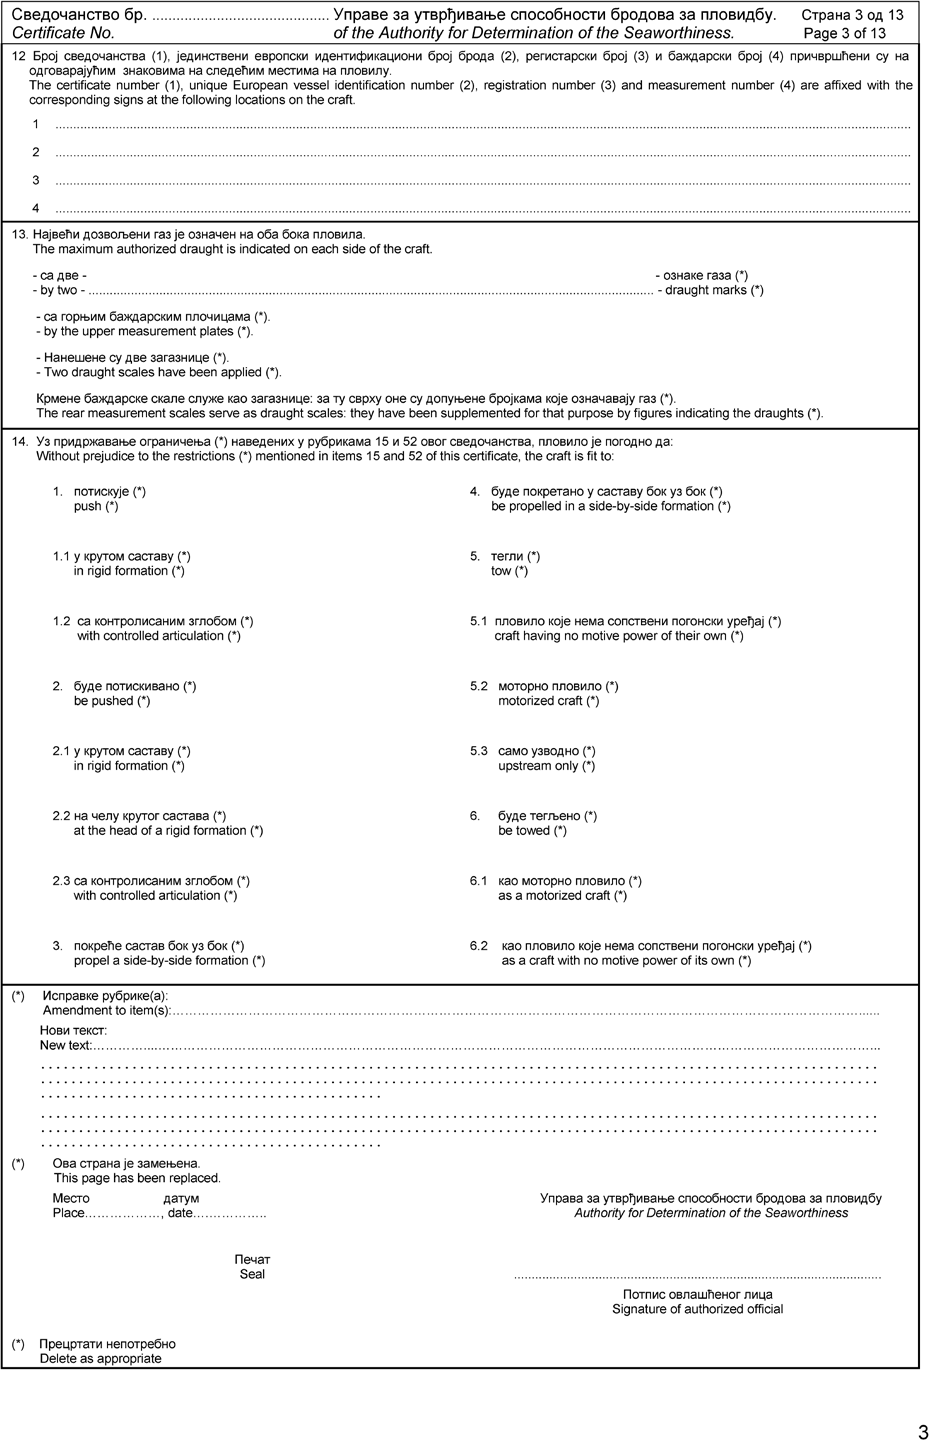 Сведочанство бр. .......................................... Управе за утврђивање способности бродова за пловидбу. Страна 3 од 13
Certificate No. of the Authority for Determination of the Seaworthiness. Page 3 of 13
12 Број сведочанства (1), јединствени европски идентификациони број брода (2), регистарски број (3) и баждарски број (4) причвршћени су на
одговарајућим знаковима на следећим местима на пловилу.
The certificate number (1), unique European vessel identification number (2), registration number (3) and measurement number (4) are affixed with the
corresponding signs at the following locations on the craft.
1 ..........
2 ..........
3 ..........
4 ..........
13. Највећи дозвољени газ је означен на оба бока пловила.
The maximum authorized draught is indicated on each side of the craft.
- са две - - ознаке газа (*)
- by two - .......... - draught marks (*)
- са горњим баждарским плочицама (*).
- by the upper measurement plates (*).
- Нанешене су две загазнице (*).
- Two draught scales have been applied (*).
Крмене баждарске скале служе као загазнице: за ту сврху оне су допуњене бројкама које означавају газ (*).
The rear measurement scales serve as draught scales: they have been supplemented for that purpose by figures indicating the draughts (*).
14. Уз придржавање ограничења (*) наведених у рубрикама 15 и 52 овог сведочанства, пловило је погодно да:
Without prejudice to the restrictions (*) mentioned in items 15 and 52 of this certificate, the craft is fit to:
1. потискује (*)
push (*)
4. буде покретано у саставу бок уз бок (*)
be propelled in a side-by-side formation (*)
1.1 у крутом саставу (*)
in rigid formation (*)
5. тегли (*)
tow (*)
1.2 са контролисаним зглобом (*)
with controlled articulation (*)
5.1 пловило које нема сопствени погонски уређај (*)
craft having no motive power of their own (*)
2. буде потискивано (*)
be pushed (*)
5.2 моторно пловило (*)
motorized craft (*)
2.1 у крутом саставу (*)
in rigid formation (*)
5.3 само узводно (*)
upstream only (*)
2.2 на челу крутог састава (*)
at the head of a rigid formation (*)
6. буде тегљено (*)
be towed (*)
2.3 са контролисаним зглобом (*)
with controlled articulation (*)
6.1 као моторно пловило (*)
as a motorized craft (*)
3. покреће састав бок уз бок (*)
propel a side-by-side formation (*)
6.2 као пловило које нема сопствени погонски уређај (*)
as a craft with no motive power of its own (*)
(*) Исправке рубрике(а):
Amendment to item(s):..........
Нови текст:
New text:..........
(*) Ова страна је замењена.
This page has been replaced.
Место датум
Place………………, date……………..
Управа за утврђивање способности бродова за пловидбу
Authority for Determination of the Seaworthiness
Печат
Seal
Потпис овлашћеног лица
Signature of authorized official
(*) Прецртати непотребно
Delete as appropriate
3